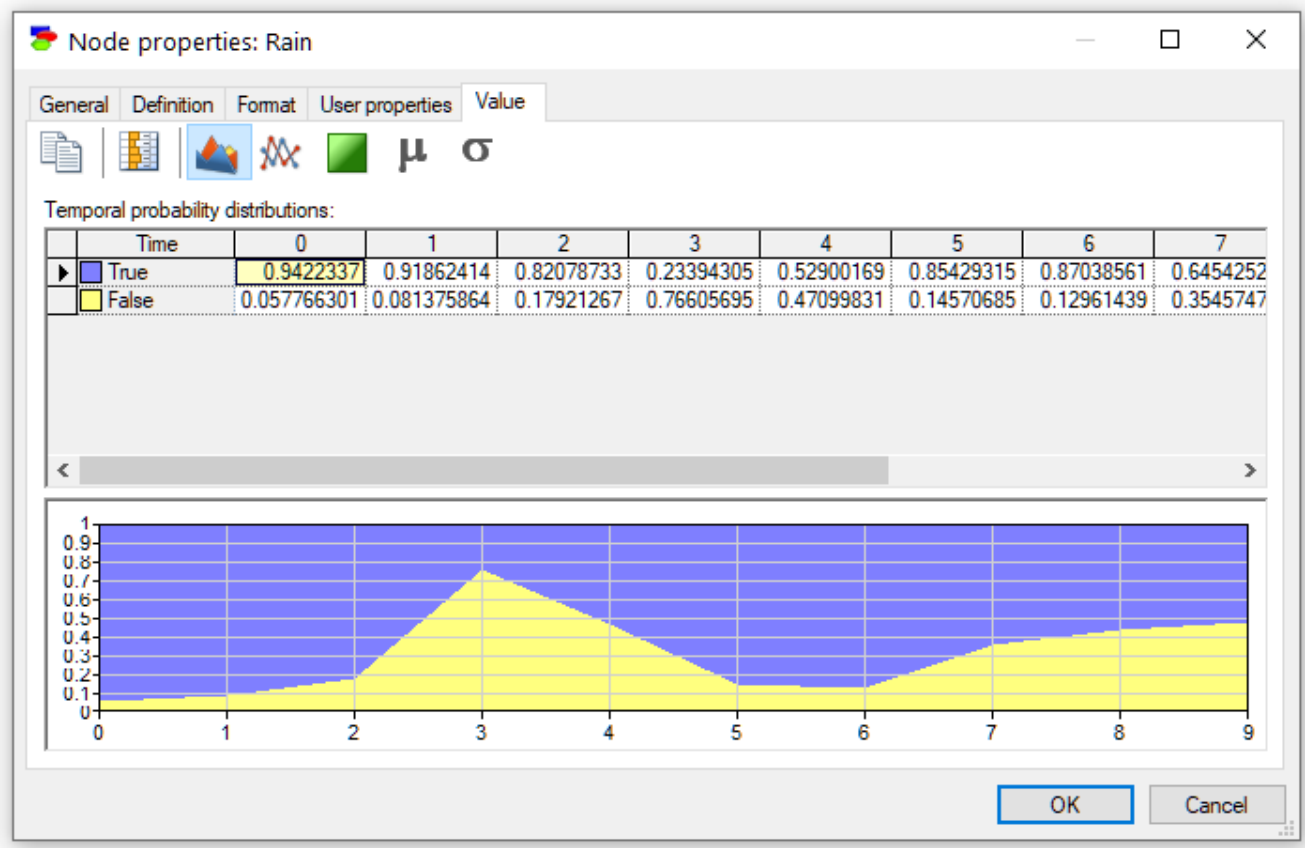 Node properties: Rain
General Definition Format User properties Value
μ σ
Temporal probability distributions:
Time 0 1 2 3 4 5 6 7
True 0.9422337 0.91862414 0.82078733 0.23394305 0.52900169 0.85429315 0.87038561 0.6454252
False 0.057766301 0.081375864 0.17921267 0.76605695 0.47099831 0.14570685 0.12961439 0.3545747
1
0.9
0.8
0.7
0.6
0.5
0.4
0.3
0.2
0.1
0
0 1 2 3 4 5 6 7 8 9
OK Cancel